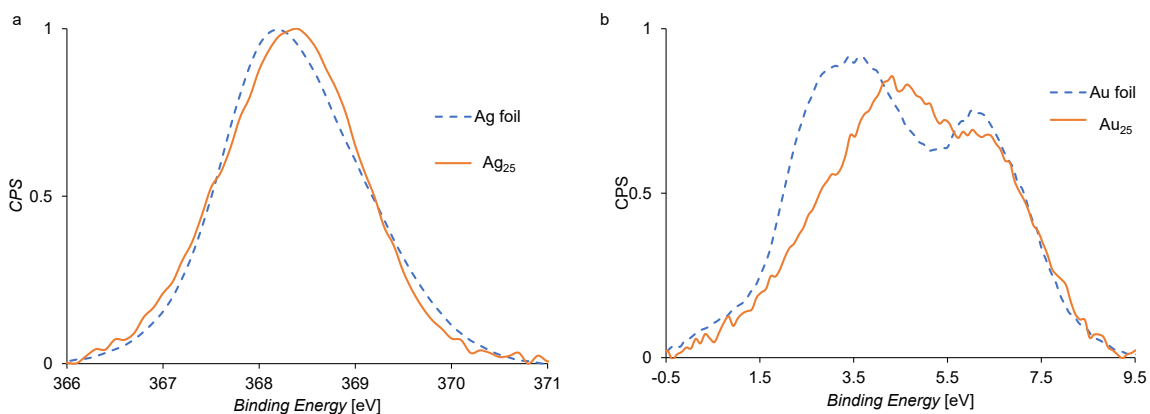 a
1
0.5
0
CPS
366
367
368
369
370
371
Binding Energy [eV]
Ag foil
Ag₂₅
b
1
0.5
0
CPS
-0.5
1.5
3.5
5.5
7.5
9.5
Binding Energy [eV]
Au foil
Au₂₅